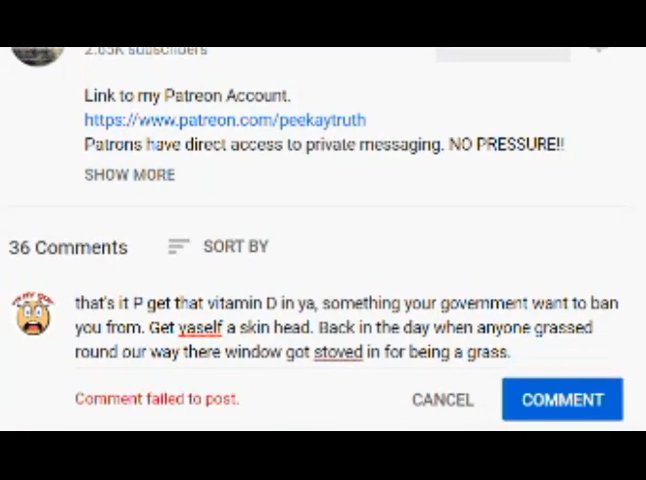 2.65K subscribers
Link to my Patreon Account.
https://www.patreon.com/peekaytruth
Patrons have direct access to private messaging. NO PRESSURE!!
SHOW MORE
36 Comments SORT BY
that's it P get that vitamin D in ya, something your government want to ban
you from. Get yaself a skin head. Back in the day when anyone grassed
round our way there window got stoved in for being a grass.
Comment failed to post. CANCEL COMMENT